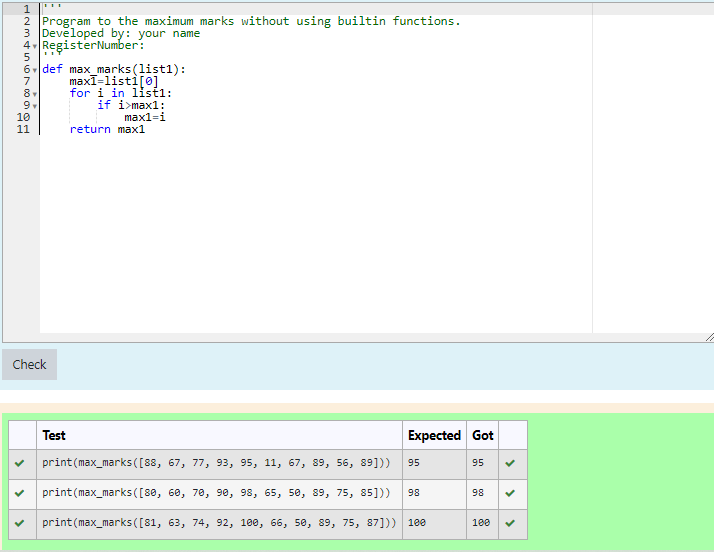 1 '''
2 Program to the maximum marks without using builtin functions.
3 Developed by: your name
4 RegisterNumber:
5 '''
6 def max_marks(list1):
7     max1=list1[0]
8     for i in list1:
9         if i>max1:
10             max1=i
11     return max1
Check
Test Expected Got
print(max_marks([88, 67, 77, 93, 95, 11, 67, 89, 56, 89])) 95 95
print(max_marks([80, 60, 70, 90, 98, 65, 50, 89, 75, 85])) 98 98
print(max_marks([81, 63, 74, 92, 100, 66, 50, 89, 75, 87])) 100 100